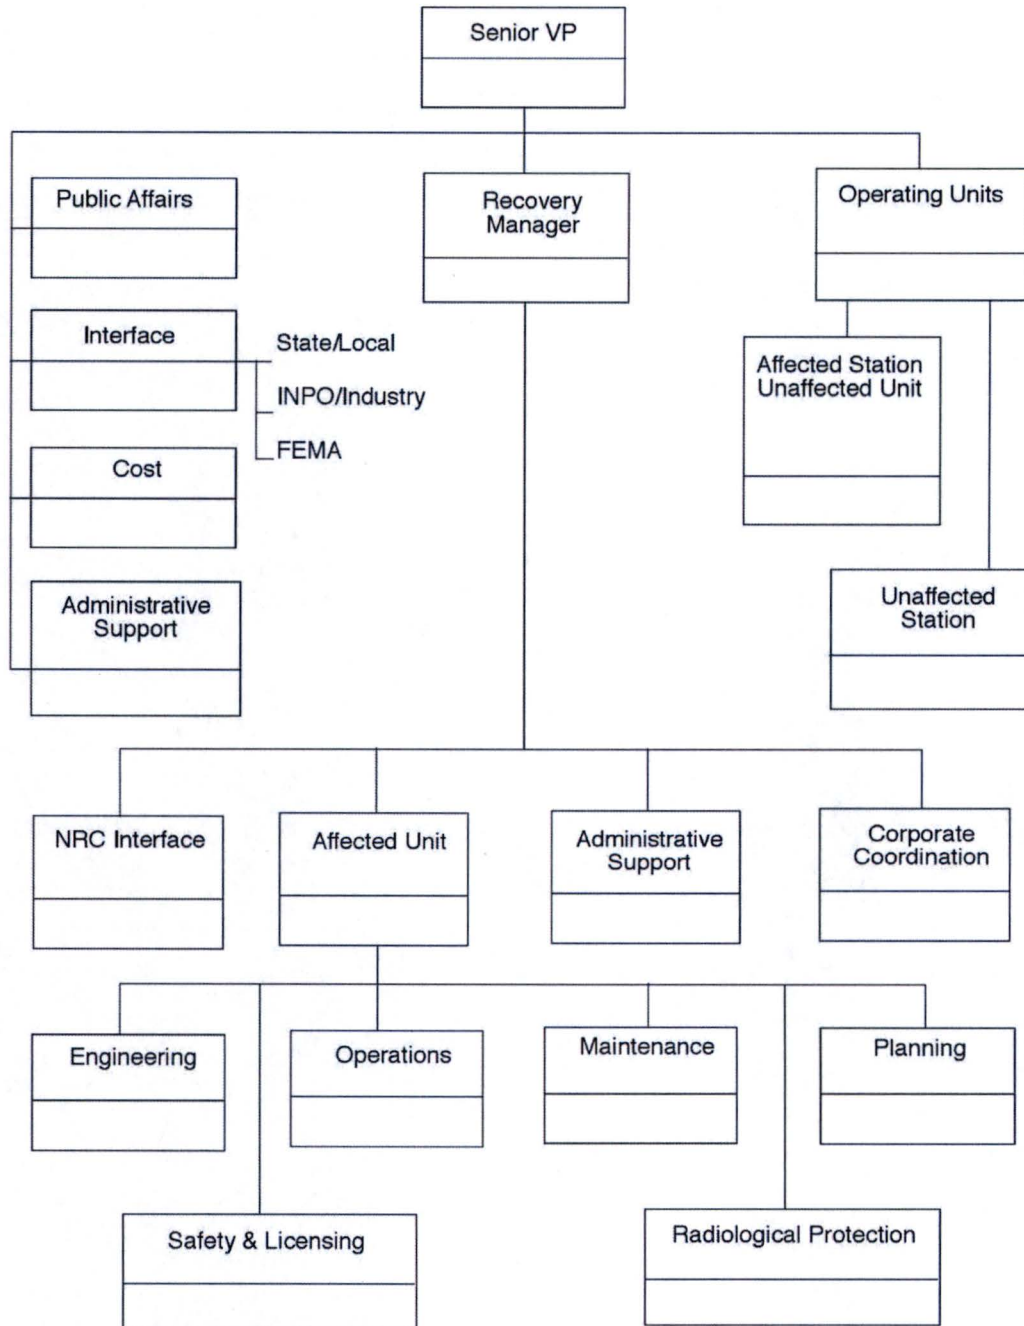 Senior VP
Public Affairs
Recovery
Manager
Operating Units
Interface
State/Local
INPO/Industry
FEMA
Affected Station
Unaffected Unit
Cost
Administrative
Support
Unaffected
Station
NRC Interface
Affected Unit
Administrative
Support
Corporate
Coordination
Engineering
Operations
Maintenance
Planning
Safety & Licensing
Radiological Protection